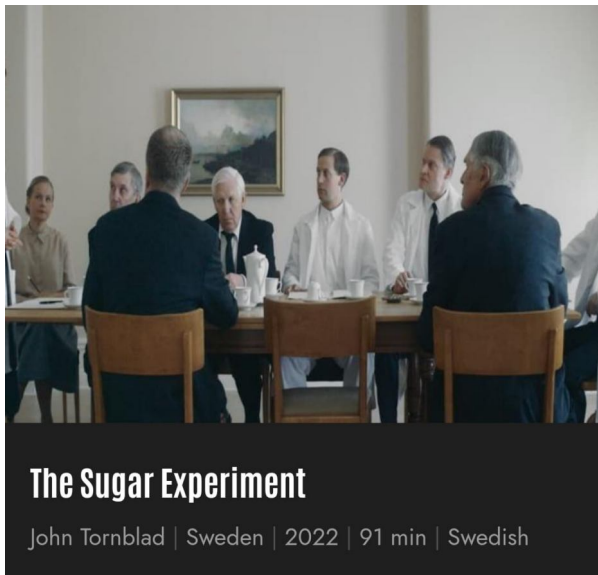 The Sugar Experiment
John Tornblad | Sweden | 2022 | 91 min | Swedish